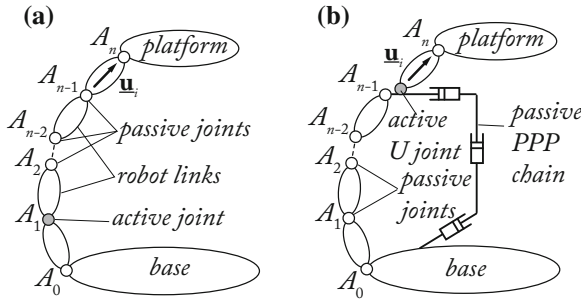 (a)
A_n
platform
A_{n-1}
u_i
A_{n-2}
passive joints
A_2
robot links
A_1
active joint
A_0
base
(b)
A_n
platform
u_i
A_{n-1}
active
U joint
passive
PPP
chain
A_{n-2}
A_2
passive
joints
A_1
A_0
base